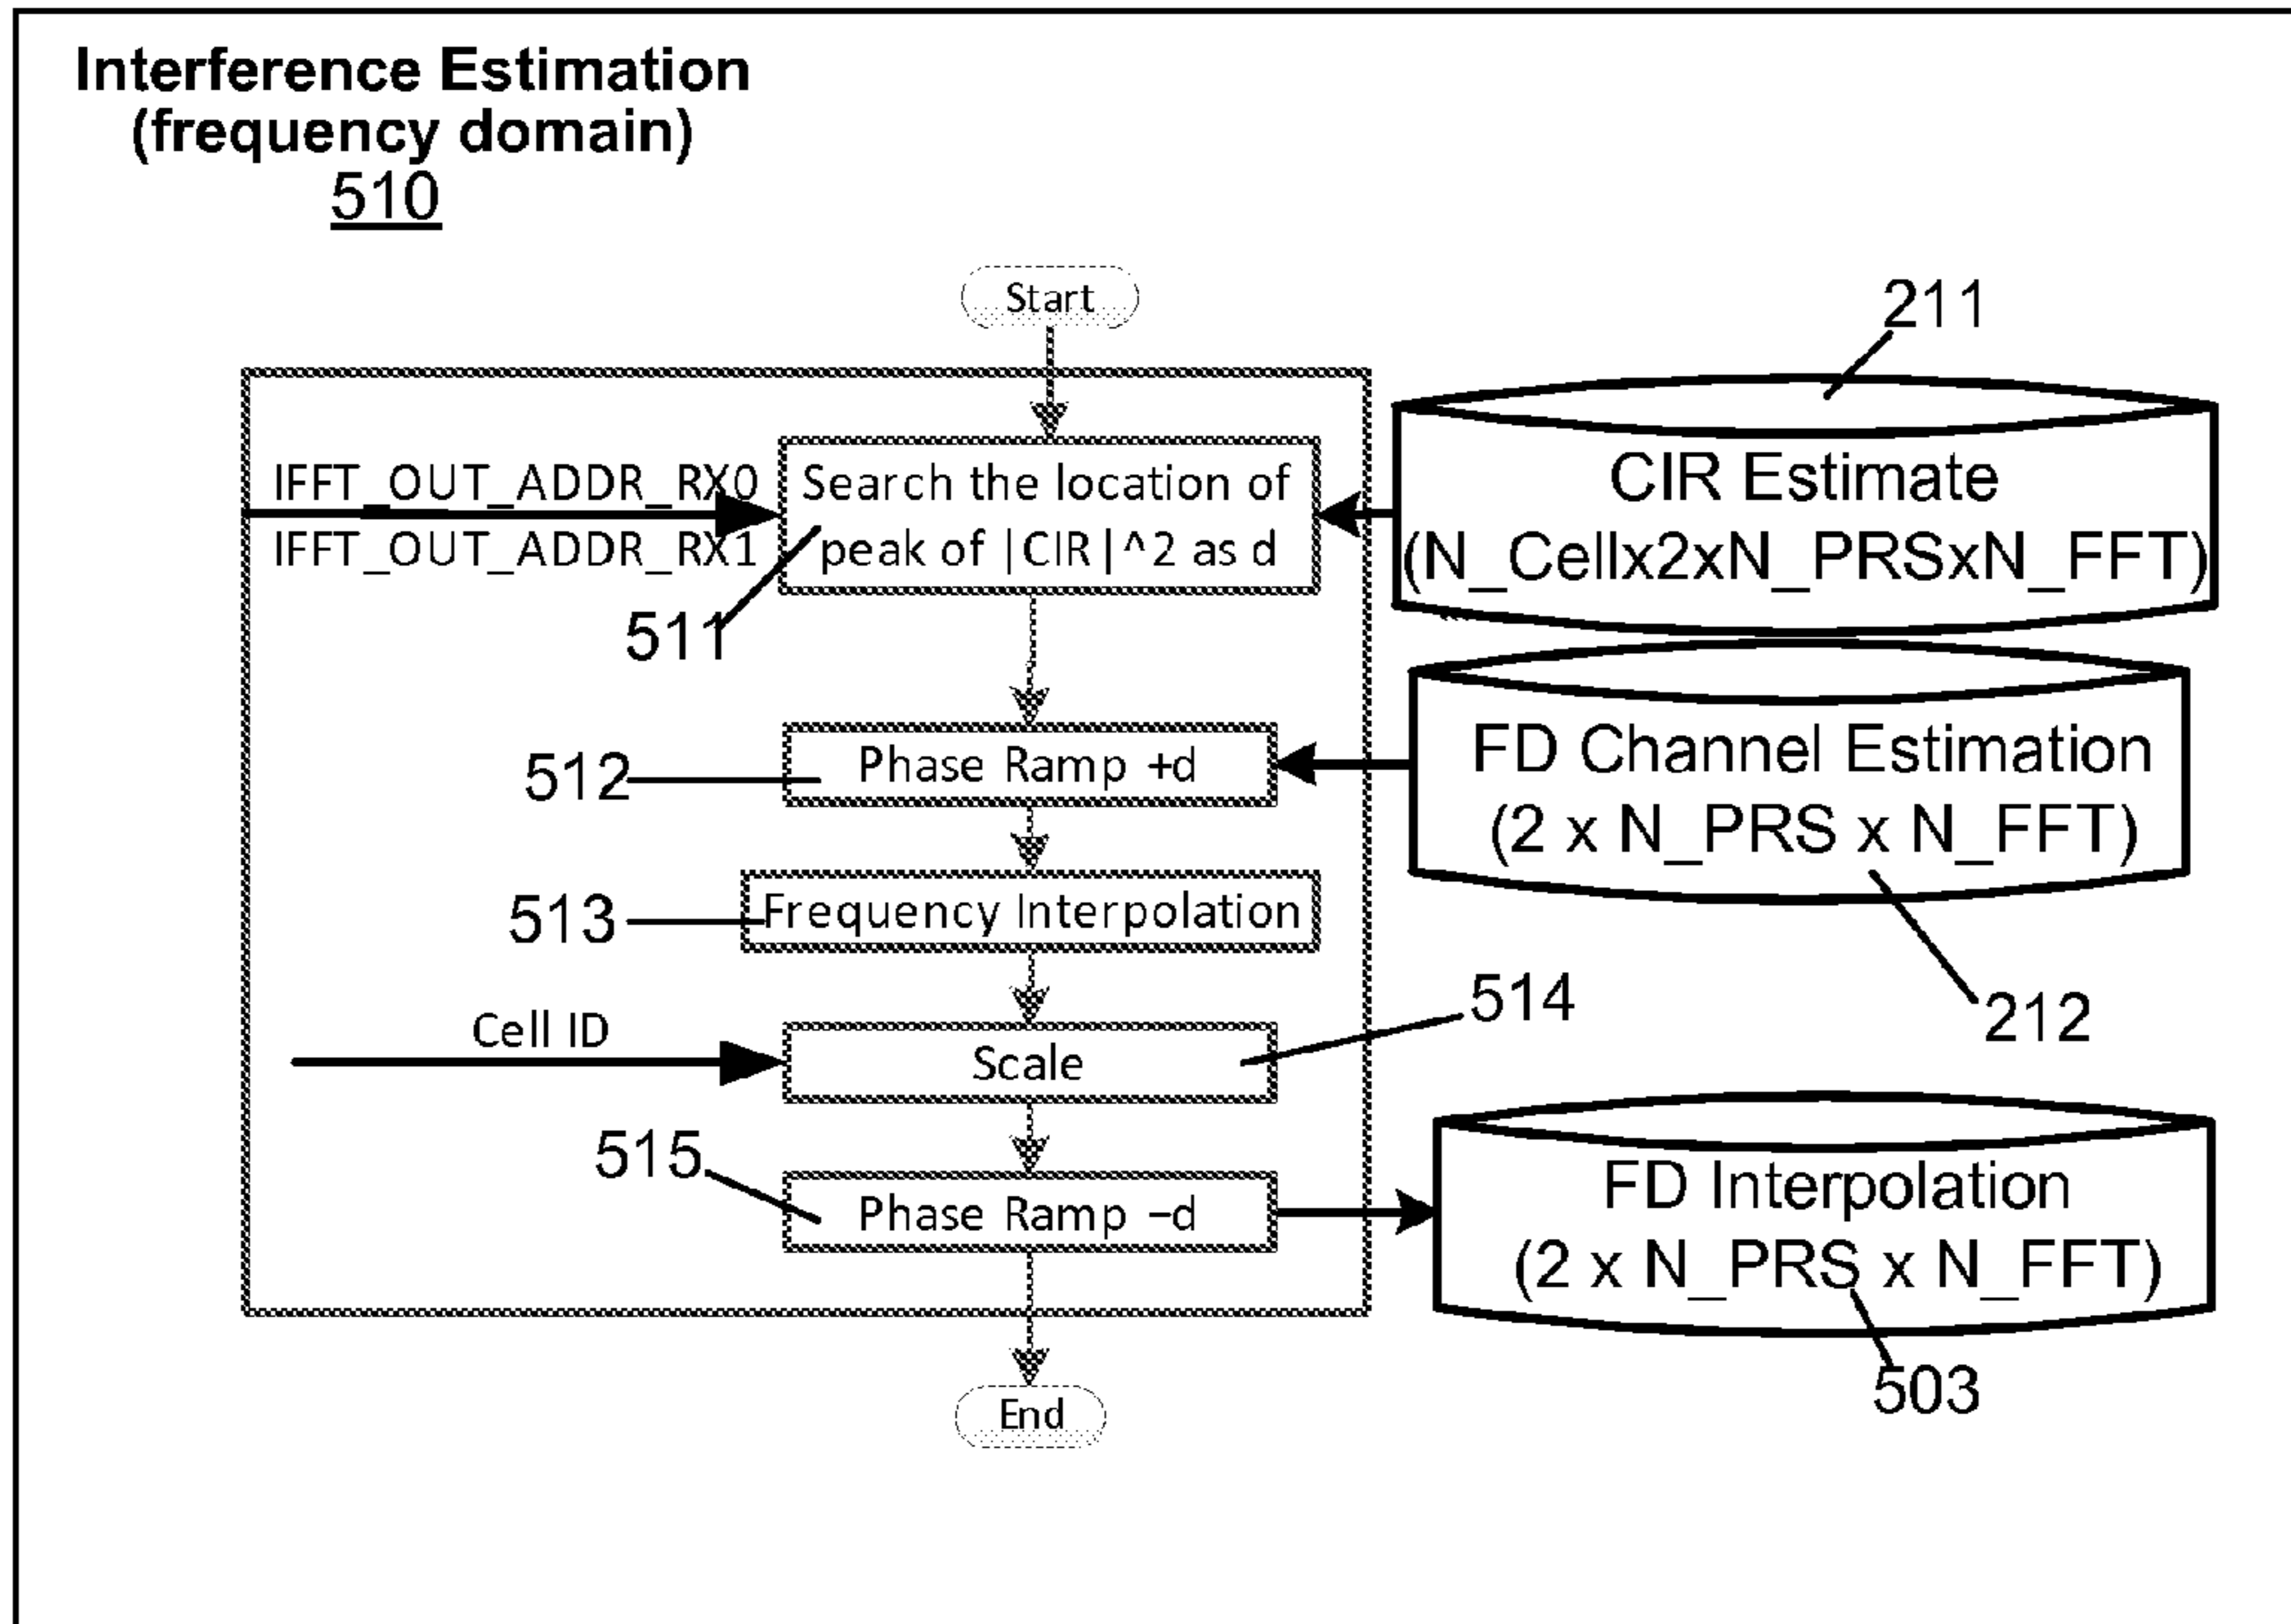 Interference Estimation
(frequency domain)
510
Start
211
IFFT_OUT_ADDR_RX0
IFFT_OUT_ADDR_RX1
Search the location of
peak of |CIR|^2 as d
CIR Estimate
(N_Cellx2xN_PRSxN_FFT)
511
512
Phase Ramp +d
FD Channel Estimation
(2 x N_PRS x N_FFT)
513
Frequency Interpolation
212
Cell ID
Scale
514
515
Phase Ramp –d
FD Interpolation
(2 x N_PRS x N_FFT)
503
End